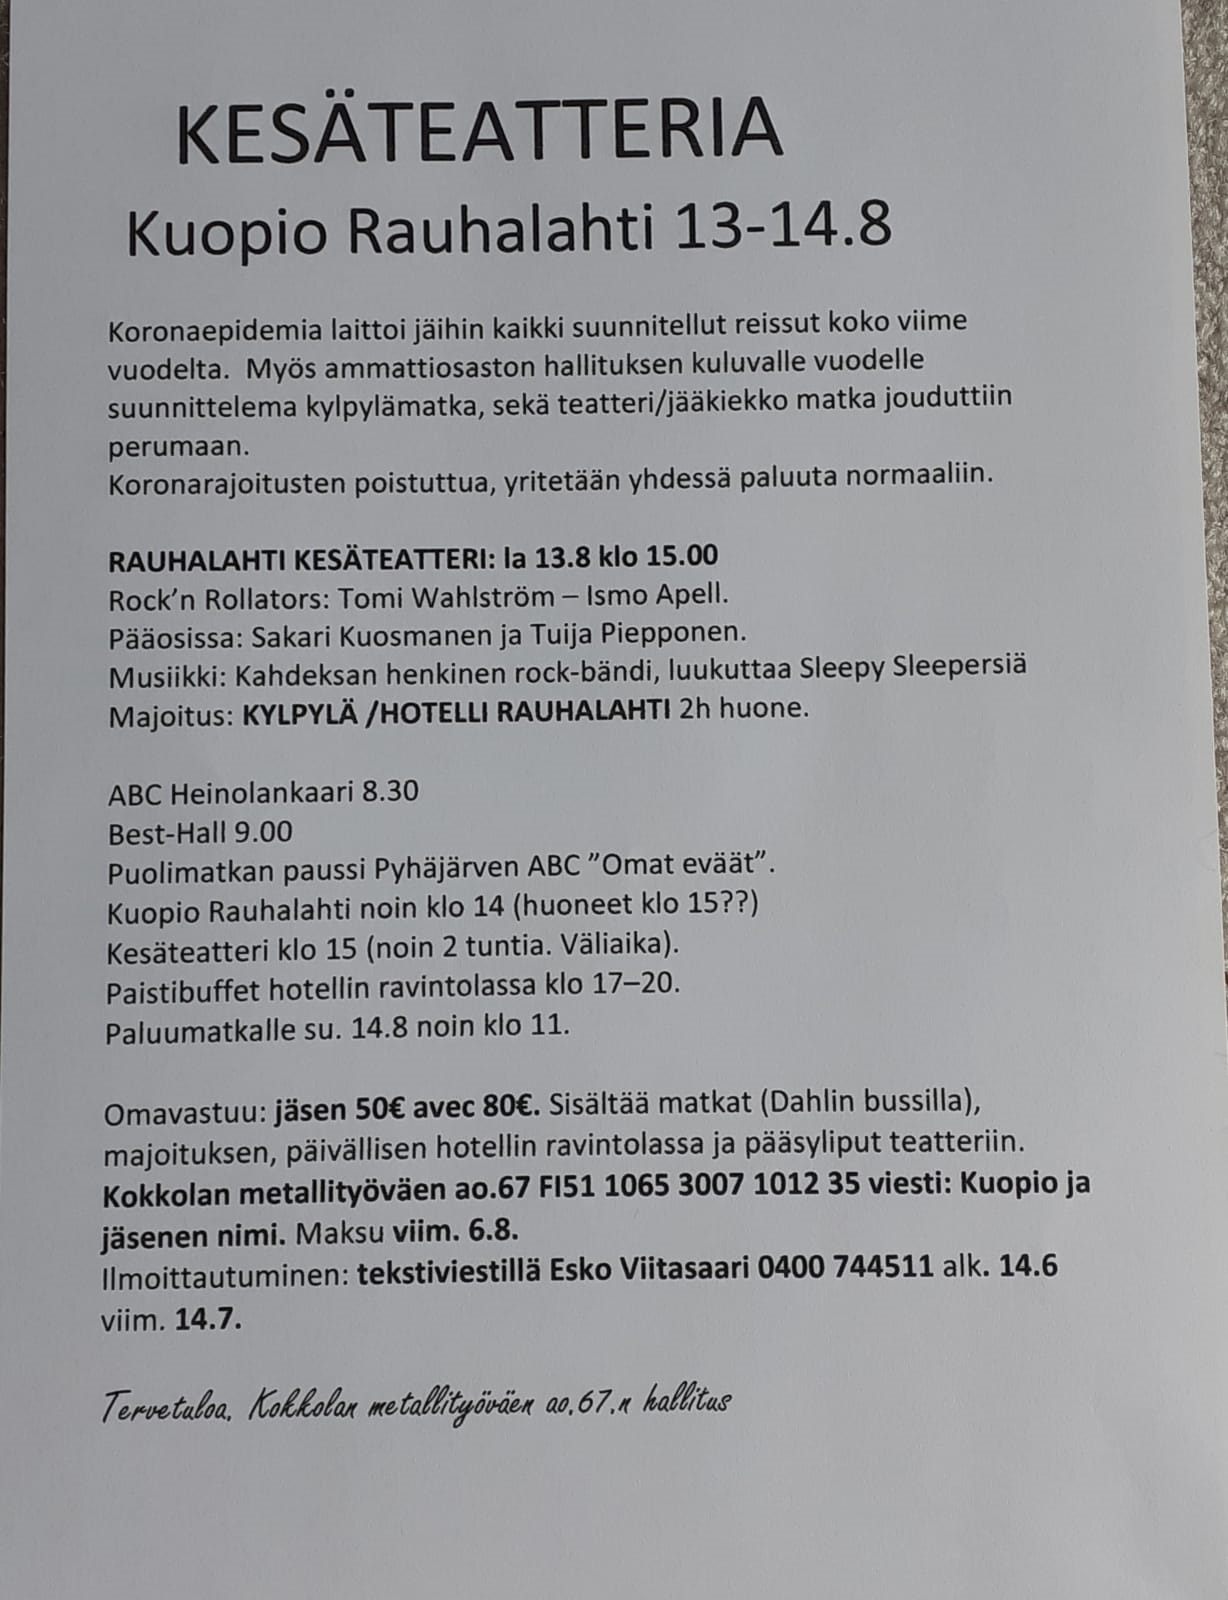 KESÄTEATTERIA
Kuopio Rauhalahti 13-14.8
Koronaepidemia laittoi jäihin kaikki suunnitellut reissut koko viime
vuodelta.  Myös ammattiosaston hallituksen kuluvalle vuodelle
suunnittelema kylpylämatka, sekä teatteri/jääkiekko matka jouduttiin
perumaan.
Koronarajoitusten poistuttua, yritetään yhdessä paluuta normaaliin.
RAUHALAHTI KESÄTEATTERI: la 13.8 klo 15.00
Rock’n Rollators: Tomi Wahlström – Ismo Apell.
Pääosissa: Sakari Kuosmanen ja Tuija Piepponen.
Musiikki: Kahdeksan henkinen rock-bändi, luukuttaa Sleepy Sleepersiä
Majoitus: KYLPYLÄ /HOTELLI RAUHALAHTI 2h huone.
ABC Heinolankaari 8.30
Best-Hall 9.00
Puolimatkan paussi Pyhäjärven ABC ”Omat eväät”.
Kuopio Rauhalahti noin klo 14 (huoneet klo 15??)
Kesäteatteri klo 15 (noin 2 tuntia. Väliaika).
Paistibuffet hotellin ravintolassa klo 17–20.
Paluumatkalle su. 14.8 noin klo 11.
Omavastuu: jäsen 50€ avec 80€. Sisältää matkat (Dahlin bussilla),
majoituksen, päivällisen hotellin ravintolassa ja pääsyliput teatteriin.
Kokkolan metallityöväen ao.67 FI51 1065 3007 1012 35 viesti: Kuopio ja
jäsenen nimi. Maksu viim. 6.8.
Ilmoittautuminen: tekstiviestillä Esko Viitasaari 0400 744511 alk. 14.6
viim. 14.7.
Tervetuloa. Kokkolan metallityöväen ao.67.n hallitus